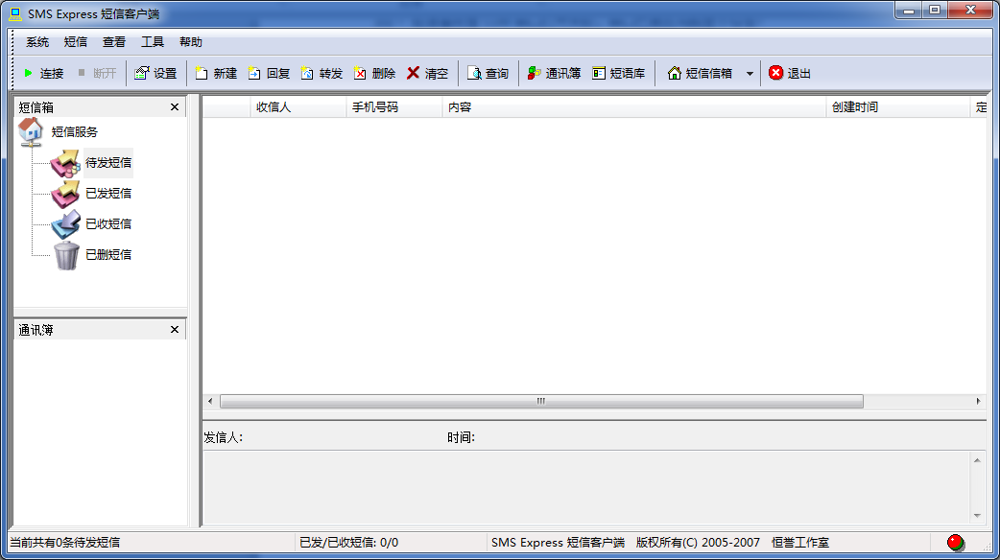 SMS Express 短信客户端
系统 短信 查看 工具 帮助
连接 断开 设置 新建 回复 转发 删除 清空 查询 通讯簿 短语库 短信信箱 退出
短信箱
短信服务
待发短信
已发短信
已收短信
已删短信
通讯簿
收信人 手机号码 内容 创建时间 定
发信人: 时间:
当前共有0条待发短信 已发/已收短信: 0/0 SMS Express 短信客户端 版权所有(C) 2005-2007 恒誉工作室